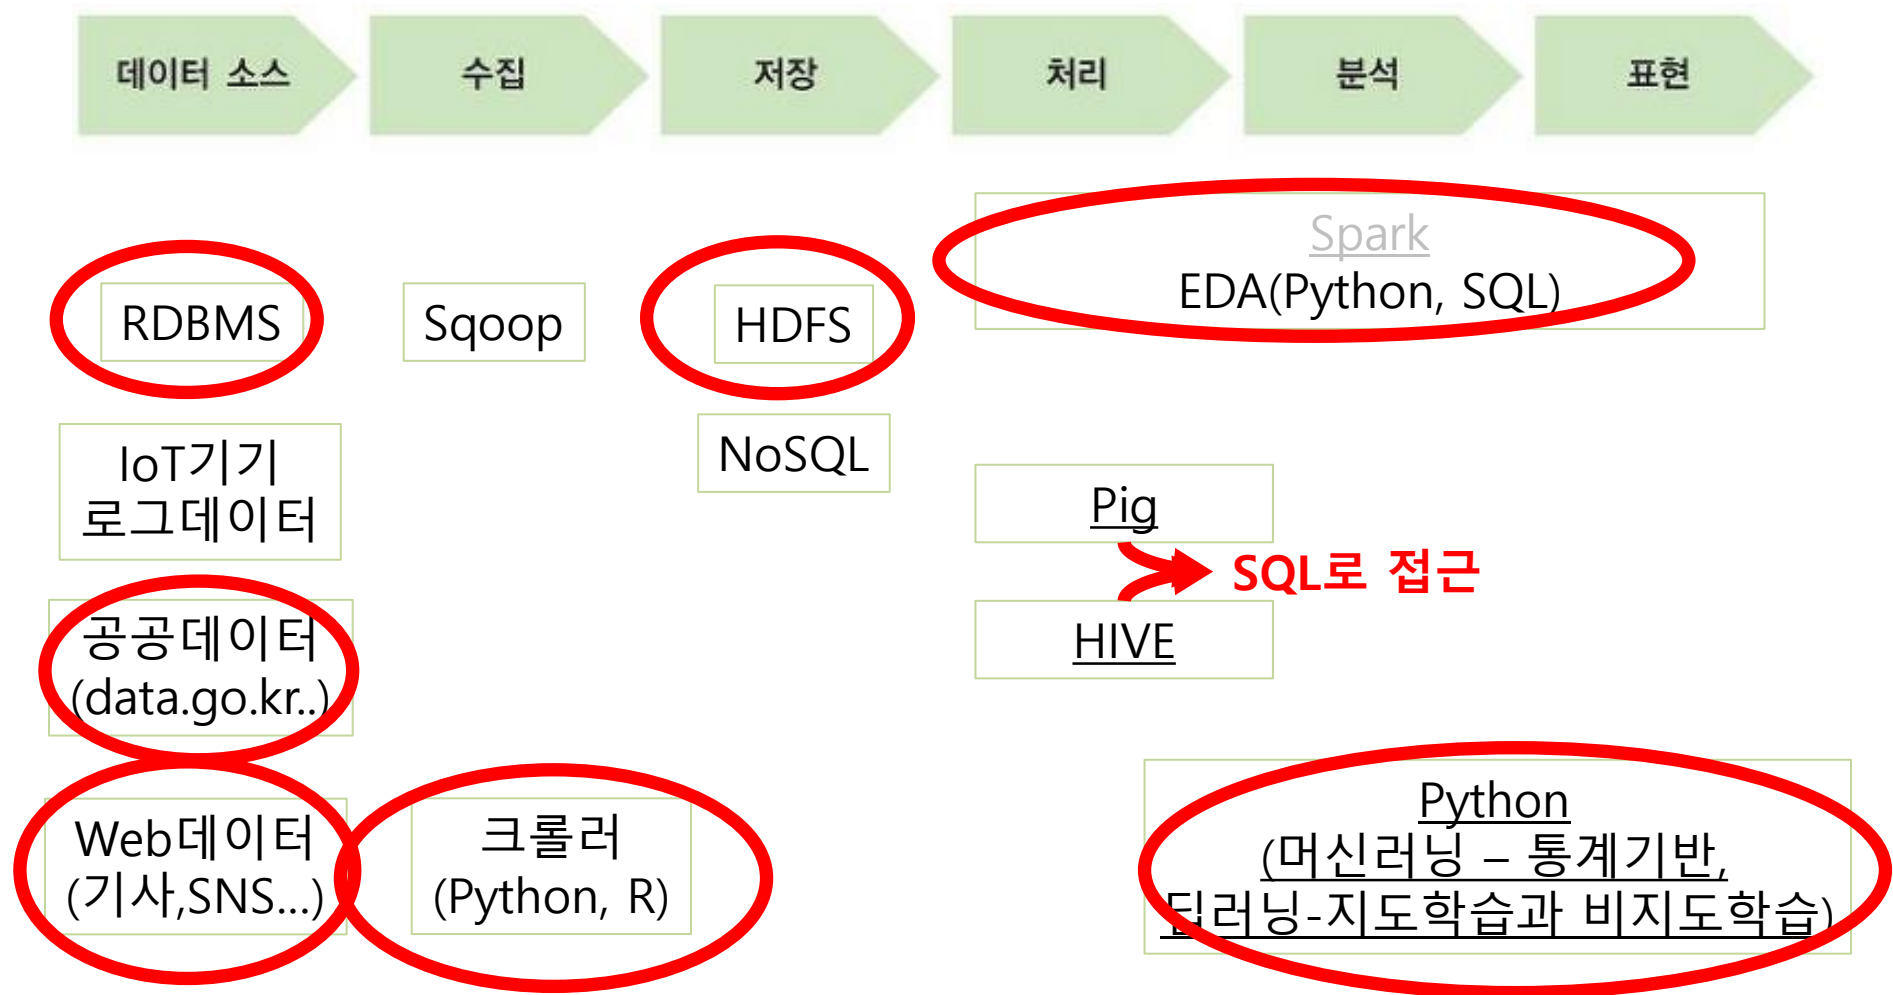 데이터 소스
수집
저장
처리
분석
표현
Spark
EDA(Python, SQL)
RDBMS
Sqoop
HDFS
IoT기기
로그데이터
NoSQL
Pig
SQL로 접근
HIVE
공공데이터
(data.go.kr..)
Web데이터
(기사,SNS...)
크롤러
(Python, R)
Python
(머신러닝 – 통계기반,
딥러닝-지도학습과 비지도학습)